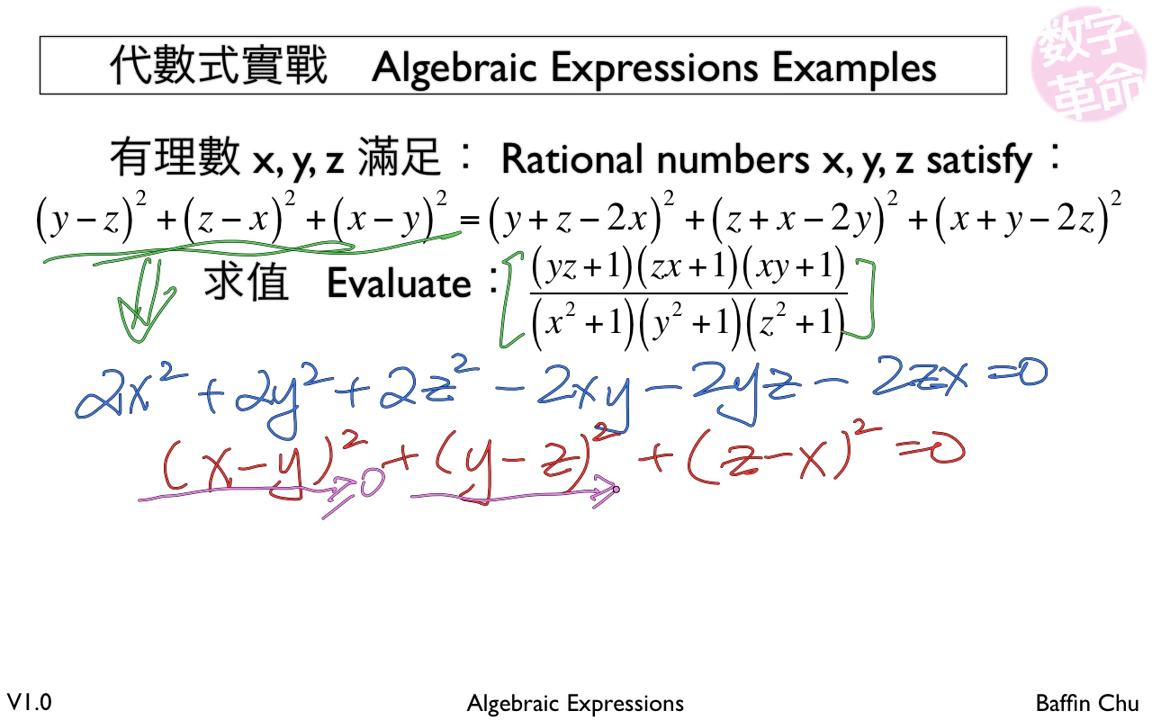 数字
革命
代數式實戰 Algebraic Expressions Examples
有理數 x, y, z 滿足： Rational numbers x, y, z satisfy：
(y − z)² + (z − x)² + (x − y)² = (y + z − 2x)² + (z + x − 2y)² + (x + y − 2z)²
求值 Evaluate： (yz + 1)(zx + 1)(xy + 1) / (x² + 1)(y² + 1)(z² + 1)
2x² + 2y² + 2z² − 2xy − 2yz − 2zx = 0
(x − y)² + (y − z)² + (z − x)² = 0
≥0
V1.0 Algebraic Expressions Baffin Chu